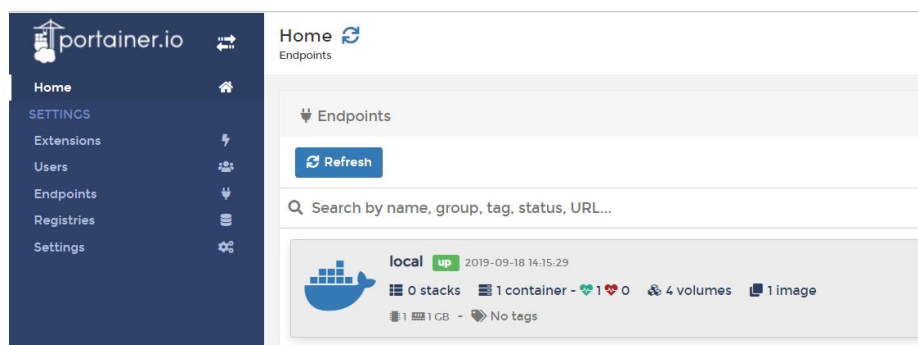 portainer.io
Home
SETTINGS
Extensions
Users
Endpoints
Registries
Settings
Home
Endpoints
Endpoints
Refresh
Search by name, group, tag, status, URL...
local up 2019-09-18 14:15:29
0 stacks 1 container - 1 0 4 volumes 1 image
1 1 GB - No tags